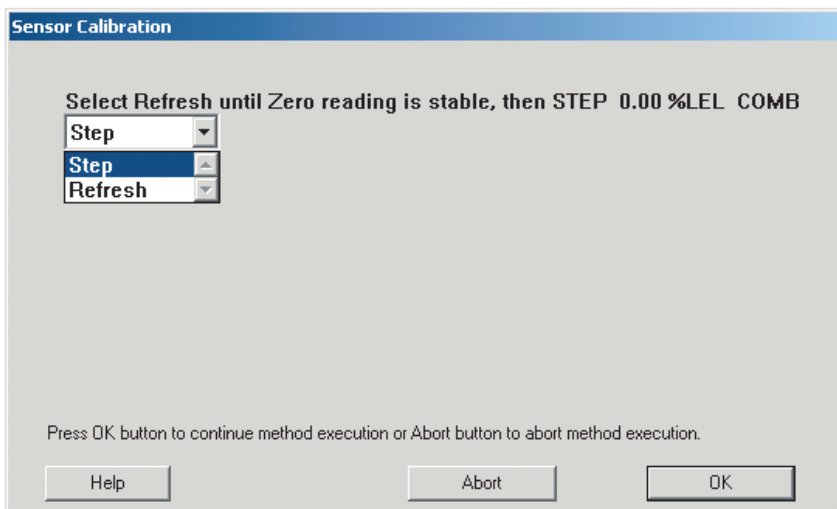 Sensor Calibration
Select Refresh until Zero reading is stable, then STEP 0.00 %LEL COMB
Step
Step
Refresh
Press OK button to continue method execution or Abort button to abort method execution.
Help Abort OK